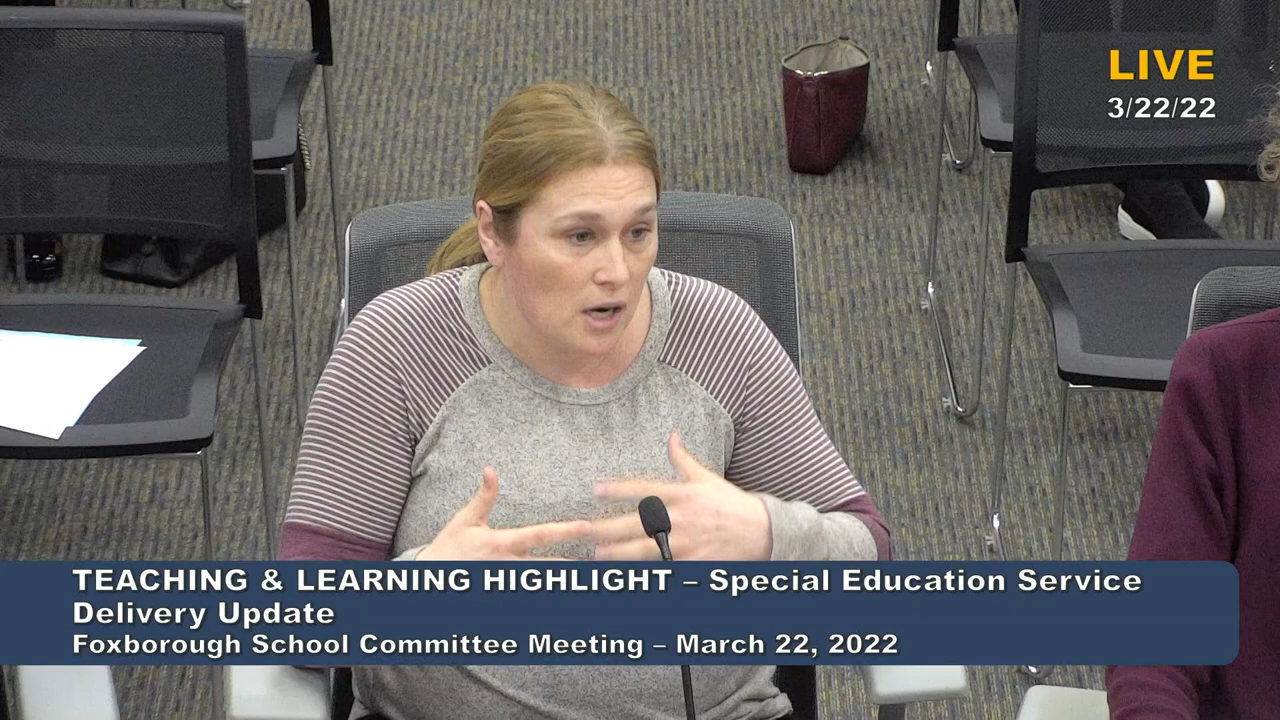 LIVE
3/22/22
TEACHING & LEARNING HIGHLIGHT – Special Education Service
Delivery Update
Foxborough School Committee Meeting – March 22, 2022